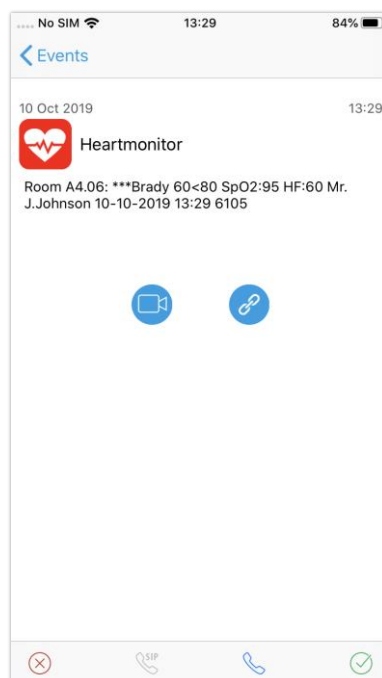 No SIM 13:29 84%
Events
10 Oct 2019 13:29
Heartmonitor
Room A4.06: ***Brady 60<80 SpO2:95 HF:60 Mr.
J.Johnson 10-10-2019 13:29 6105
SIP